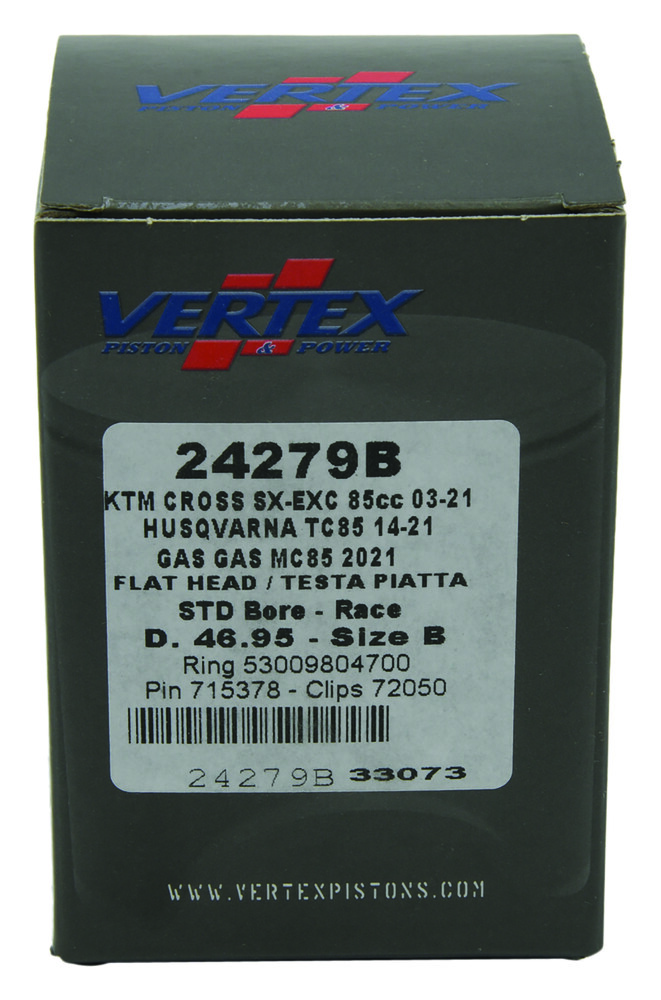 VERTEX
PISTON & POWER
VERTEX
PISTON & POWER
24279B
KTM CROSS SX-EXC 85cc 03-21
HUSQVARNA TC85 14-21
GAS GAS MC85 2021
FLAT HEAD / TESTA PIATTA
STD Bore - Race
D. 46.95 - Size B
Ring 53009804700
Pin 715378 - Clips 72050
24279B 33073
WWW.VERTEXPISTONS.COM